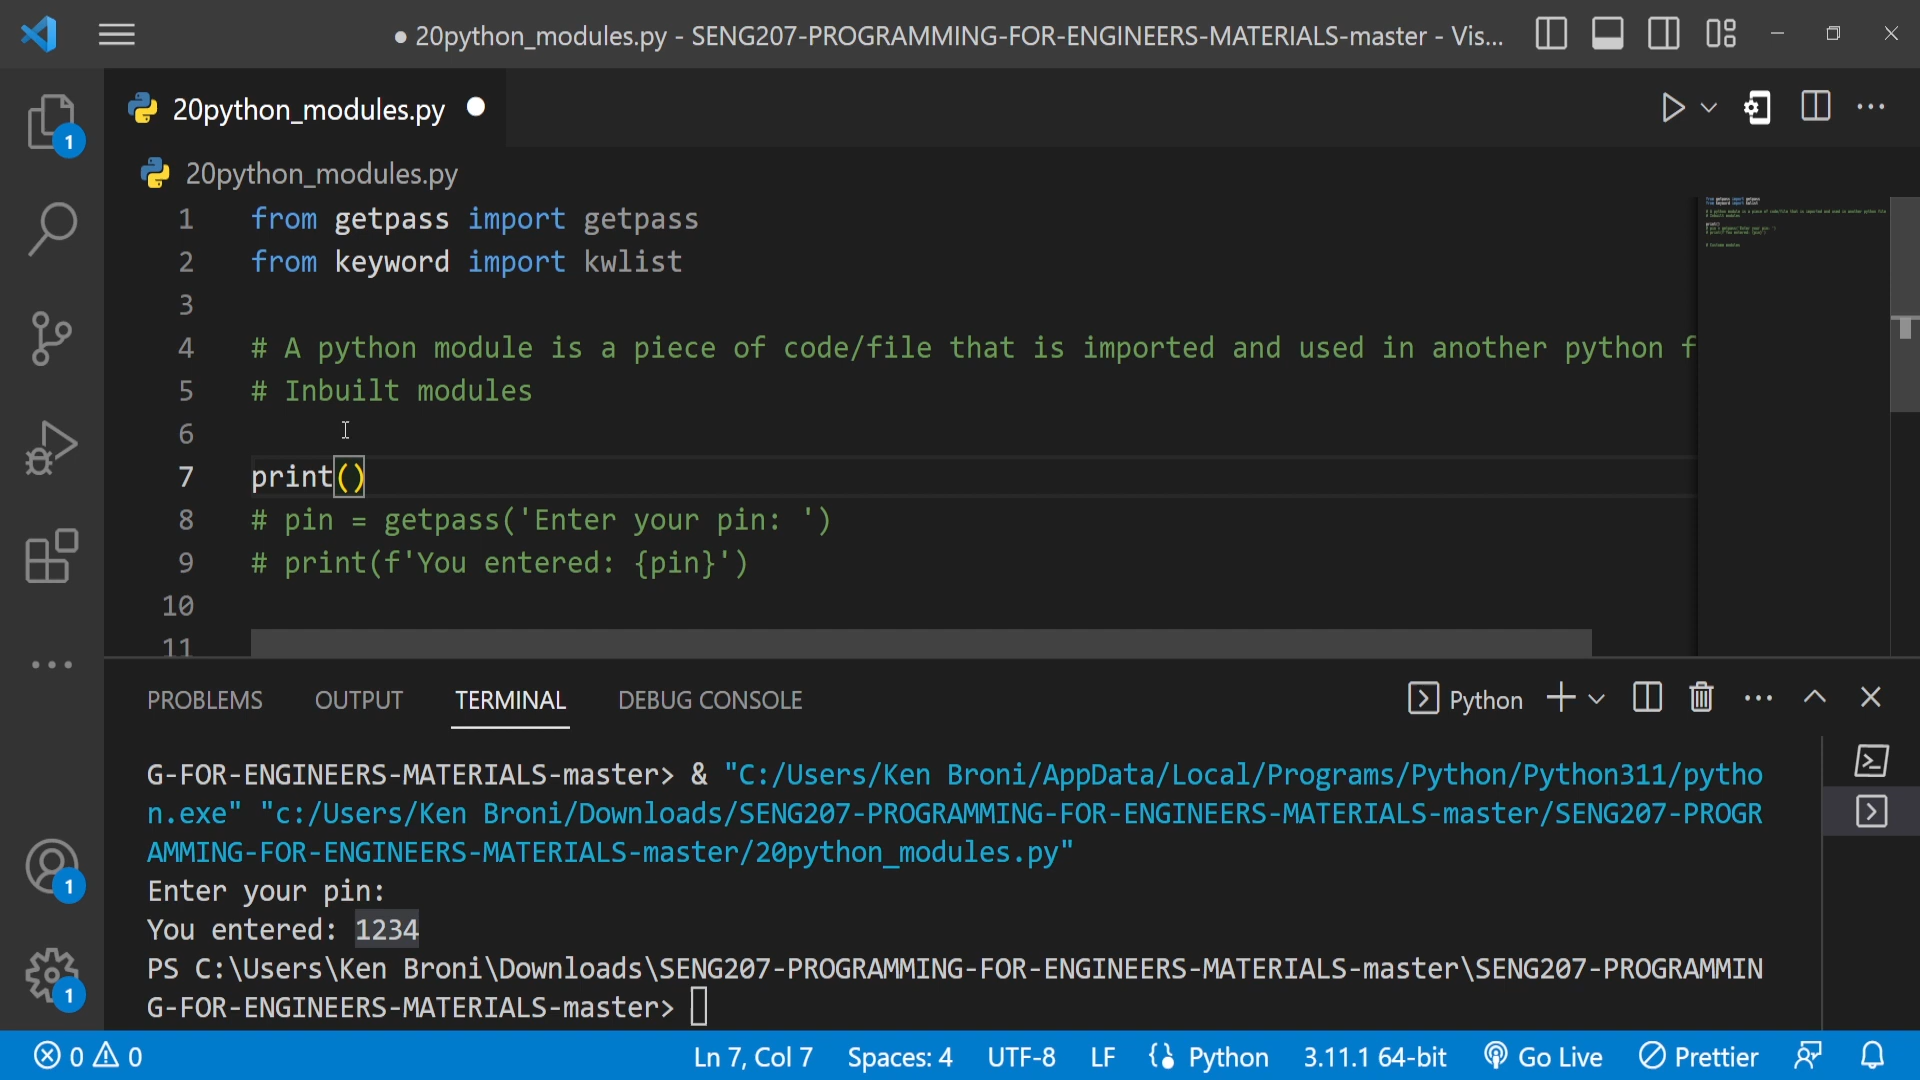 ● 20python_modules.py - SENG207-PROGRAMMING-FOR-ENGINEERS-MATERIALS-master - Vis...
1
20python_modules.py
20python_modules.py
1 from getpass import getpass
2 from keyword import kwlist
3
4 # A python module is a piece of code/file that is imported and used in another python f
5 # Inbuilt modules
6
7 print()
8 # pin = getpass('Enter your pin: ')
9 # print(f'You entered: {pin}')
10
11
PROBLEMS OUTPUT TERMINAL DEBUG CONSOLE Python
G-FOR-ENGINEERS-MATERIALS-master> & "C:/Users/Ken Broni/AppData/Local/Programs/Python/Python311/pytho
n.exe" "c:/Users/Ken Broni/Downloads/SENG207-PROGRAMMING-FOR-ENGINEERS-MATERIALS-master/SENG207-PROGR
AMMING-FOR-ENGINEERS-MATERIALS-master/20python_modules.py"
Enter your pin:
You entered: 1234
PS C:\Users\Ken Broni\Downloads\SENG207-PROGRAMMING-FOR-ENGINEERS-MATERIALS-master\SENG207-PROGRAMMIN
G-FOR-ENGINEERS-MATERIALS-master>
1
1
0 0 Ln 7, Col 7 Spaces: 4 UTF-8 LF Python 3.11.1 64-bit Go Live Prettier